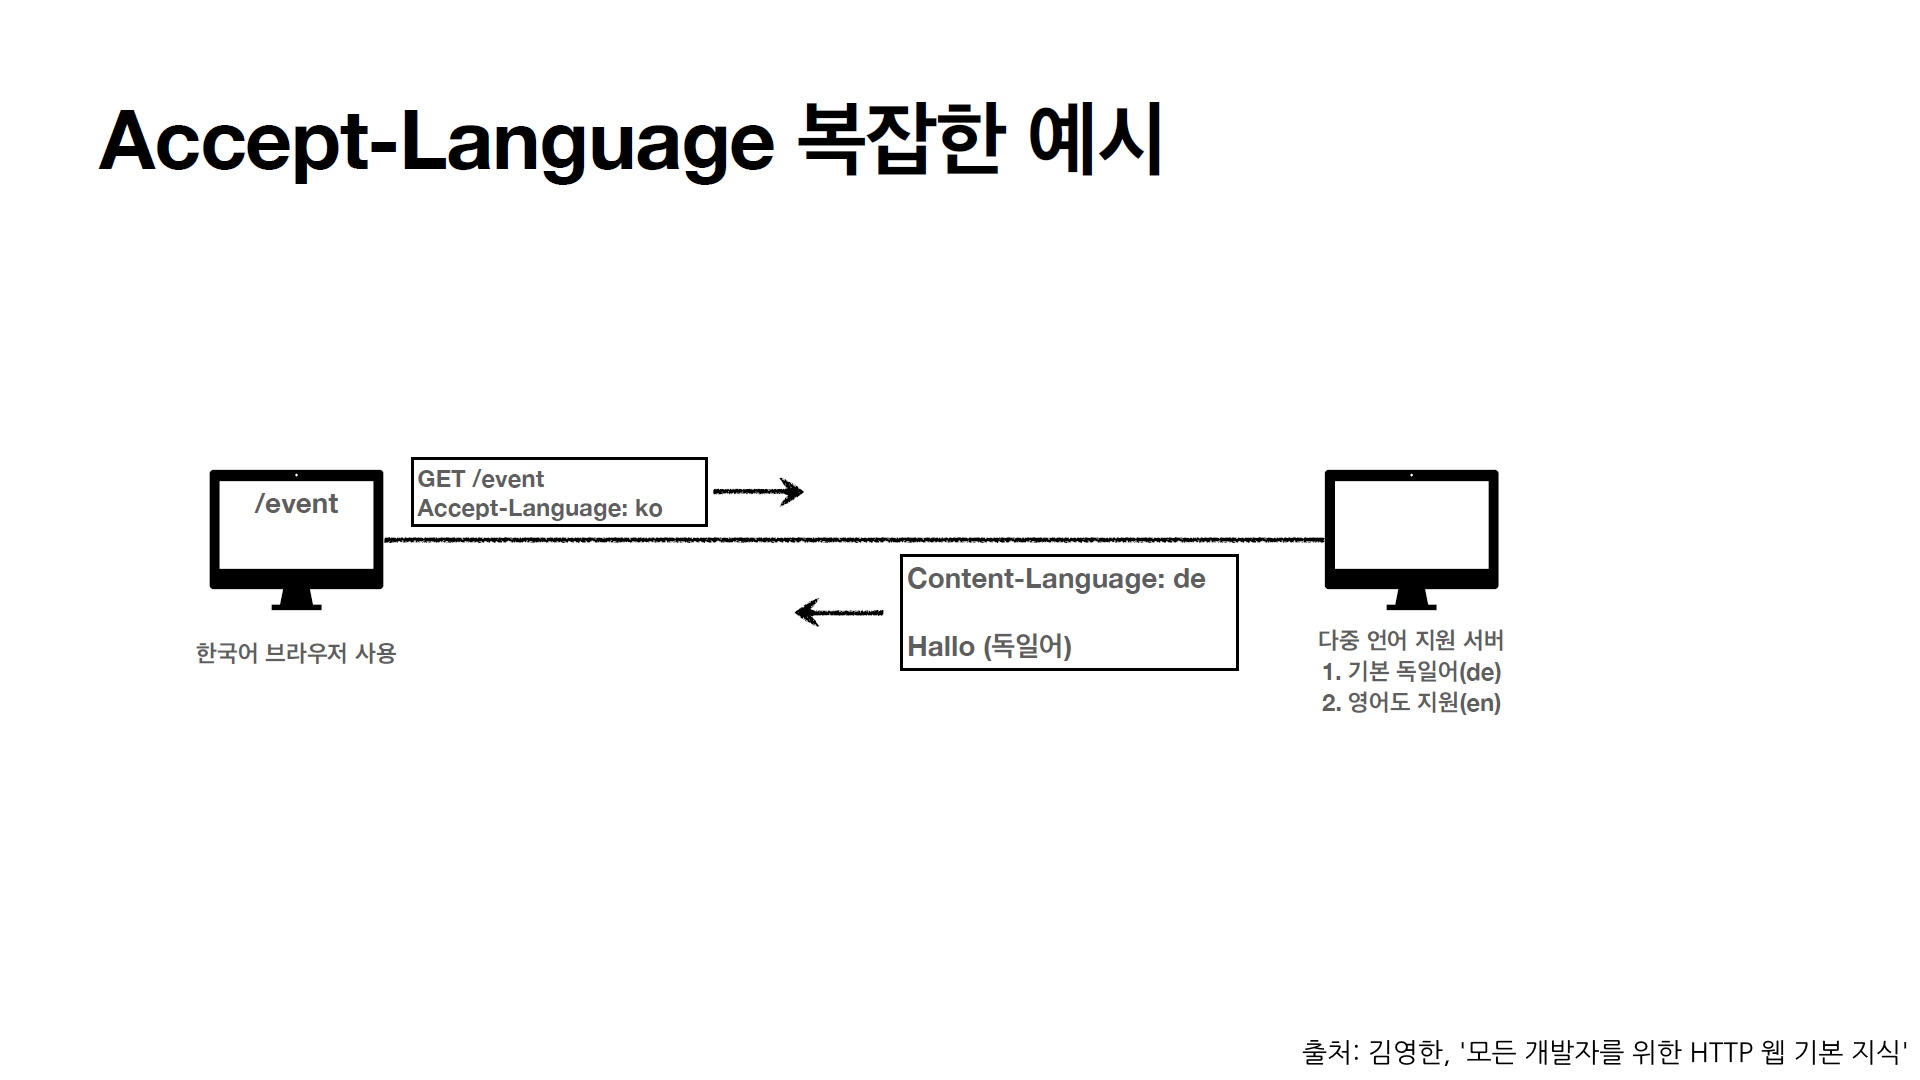 Accept-Language 복잡한 예시
/event
GET /event
Accept-Language: ko
Content-Language: de
Hallo (독일어)
한국어 브라우저 사용
다중 언어 지원 서버
1. 기본 독일어(de)
2. 영어도 지원(en)
출처: 김영한, '모든 개발자를 위한 HTTP 웹 기본 지식'